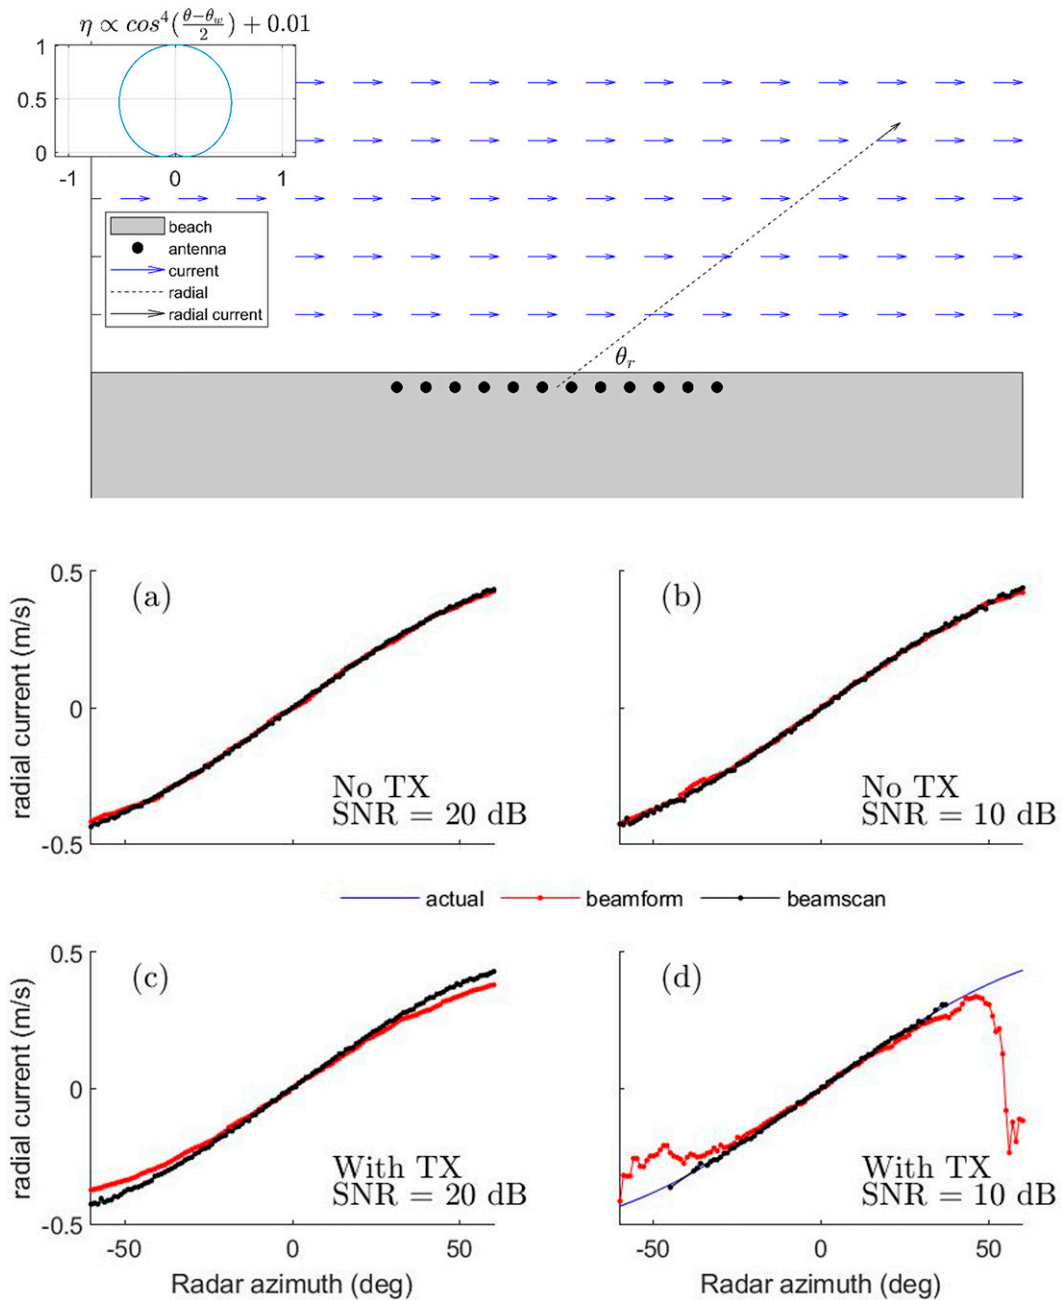 η ∝ cos⁴((θ−θ_w)/2) + 0.01
1
0.5
0
-1 0 1
beach
antenna
current
radial
radial current
θ_r
0.5
0
-0.5
radial current (m/s)
(a)
No TX
SNR = 20 dB
(b)
No TX
SNR = 10 dB
actual beamform beamscan
0.5
0
-0.5
radial current (m/s)
(c)
With TX
SNR = 20 dB
-50 0 50
Radar azimuth (deg)
(d)
With TX
SNR = 10 dB
-50 0 50
Radar azimuth (deg)